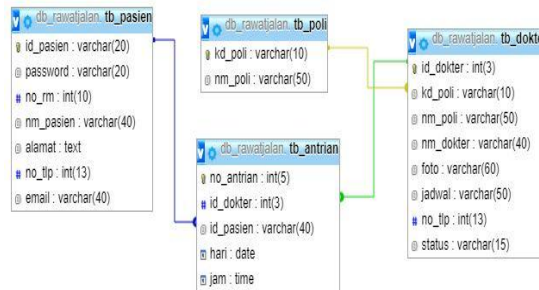 db_rawatjalan. tb_pasien
id_pasien : varchar(20)
password : varchar(20)
no_rm : int(10)
nm_pasien : varchar(40)
alamat : text
no_tlp : int(13)
email : varchar(40)
db_rawatjalan. tb_poli
kd_poli : varchar(10)
nm_poli : varchar(50)
db_rawatjalan. tb_antrian
no_antrian : int(5)
id_dokter : int(3)
id_pasien : varchar(40)
hari : date
jam : time
db_rawatjalan. tb_dokte
id_dokter : int(3)
kd_poli : varchar(10)
nm_poli : varchar(50)
nm_dokter : varchar(40)
foto : varchar(60)
jadwal : varchar(50)
no_tlp : int(13)
status : varchar(15)